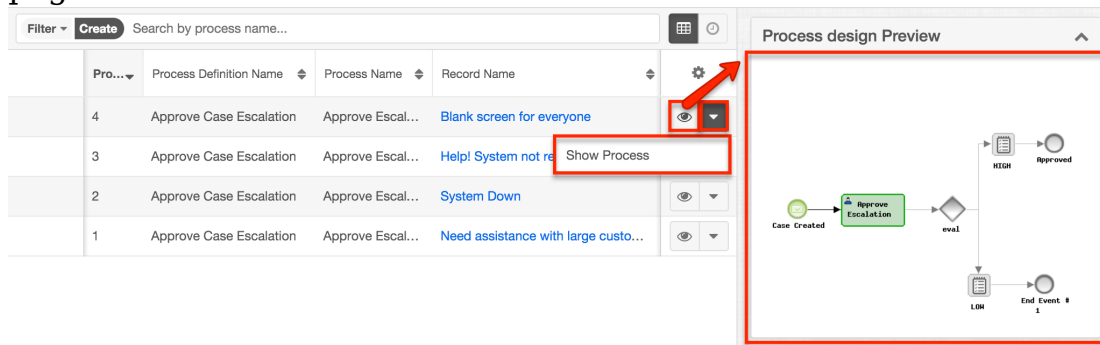 Filter Create Search by process name...
Process design Preview
Pro... Process Definition Name Process Name Record Name
4 Approve Case Escalation Approve Escal... Blank screen for everyone
3 Approve Case Escalation Approve Escal... Help! System not re
Show Process
2 Approve Case Escalation Approve Escal... System Down
1 Approve Case Escalation Approve Escal... Need assistance with large custo...
HIGH
Approved
Approve
Escalation
Case Created
eval
LOW
End Event #
1